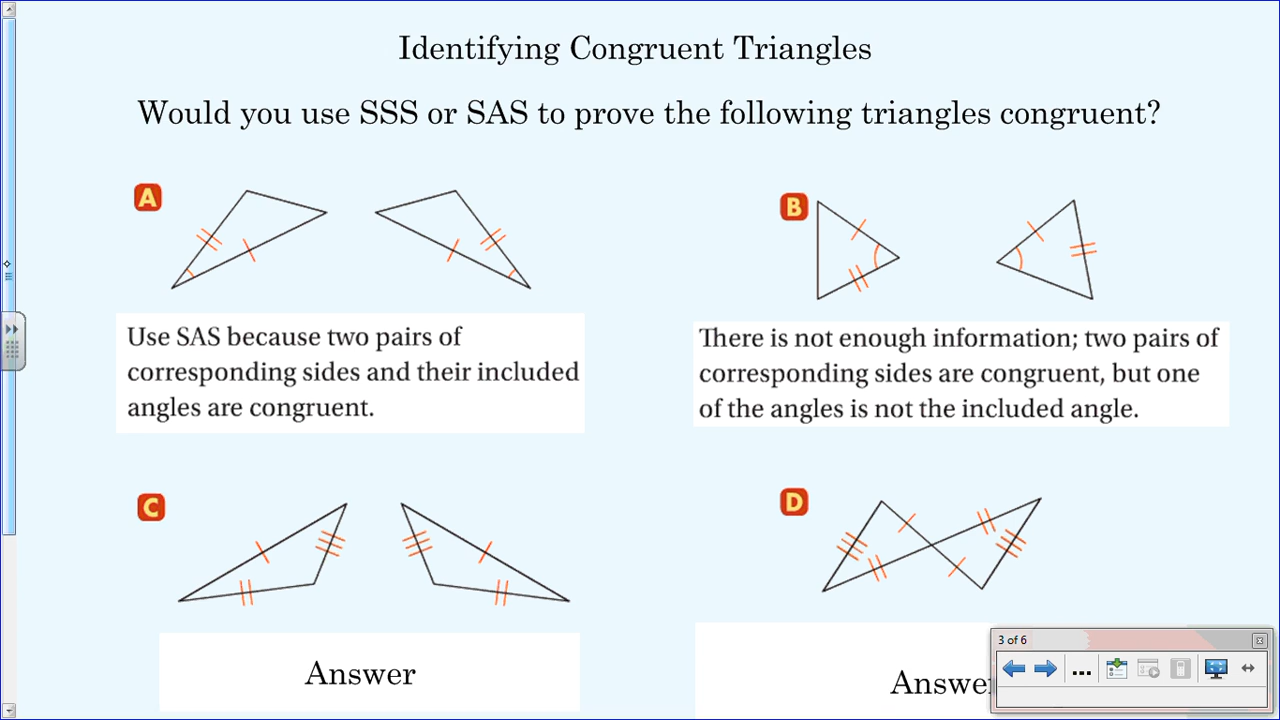 Identifying Congruent Triangles
Would you use SSS or SAS to prove the following triangles congruent?
A
B
Use SAS because two pairs of
corresponding sides and their included
angles are congruent.
There is not enough information; two pairs of
corresponding sides are congruent, but one
of the angles is not the included angle.
C
D
Answer
Answe
3 of 6
...